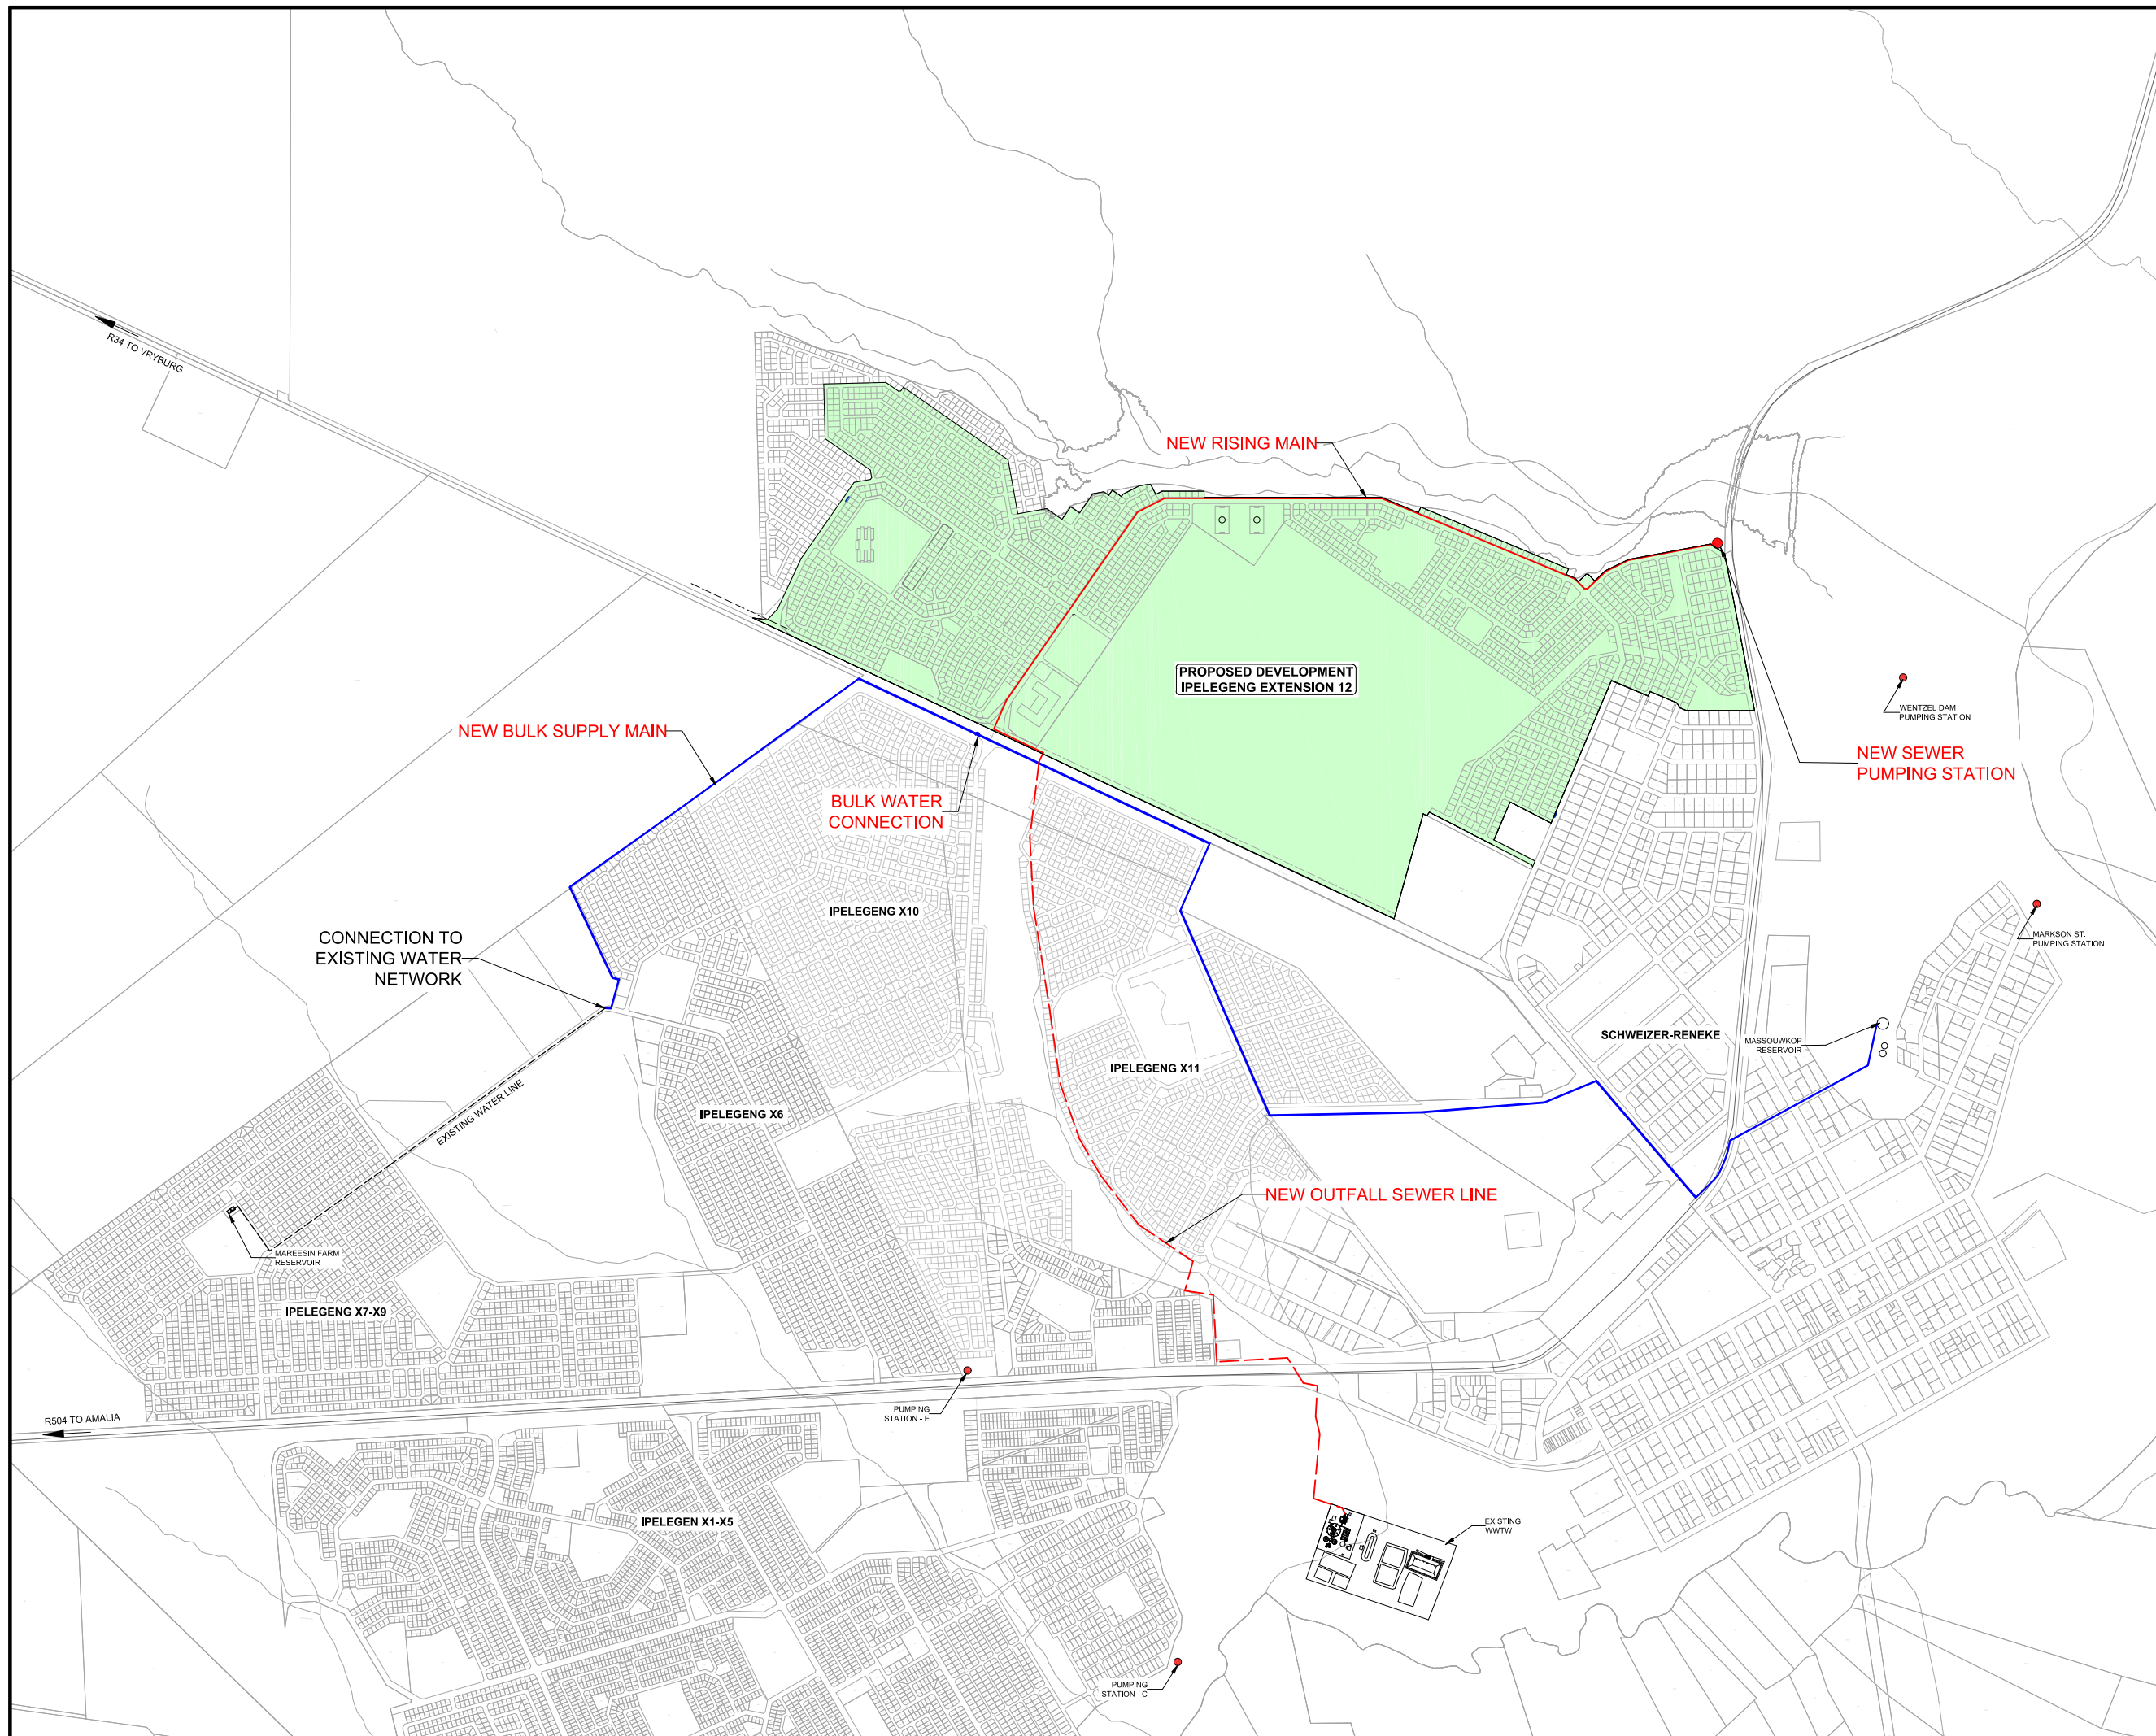 R34 TO VRYBURG
NEW RISING MAIN
PROPOSED DEVELOPMENT
IPELEGENG EXTENSION 12
WENTZEL DAM
PUMPING STATION
NEW SEWER
PUMPING STATION
NEW BULK SUPPLY MAIN
BULK WATER
CONNECTION
IPELEGENG X10
CONNECTION TO
EXISTING WATER
NETWORK
MARKSON ST.
PUMPING STATION
SCHWEIZER-RENEKE
MASSOUWKOP
RESERVOIR
IPELEGENG X11
IPELEGENG X6
EXISTING WATER LINE
NEW OUTFALL SEWER LINE
MAREESIN FARM
RESERVOIR
IPELEGENG X7-X9
PUMPING
STATION - E
R504 TO AMALIA
IPELEGEN X1-X5
EXISTING
WWTW
PUMPING
STATION - C